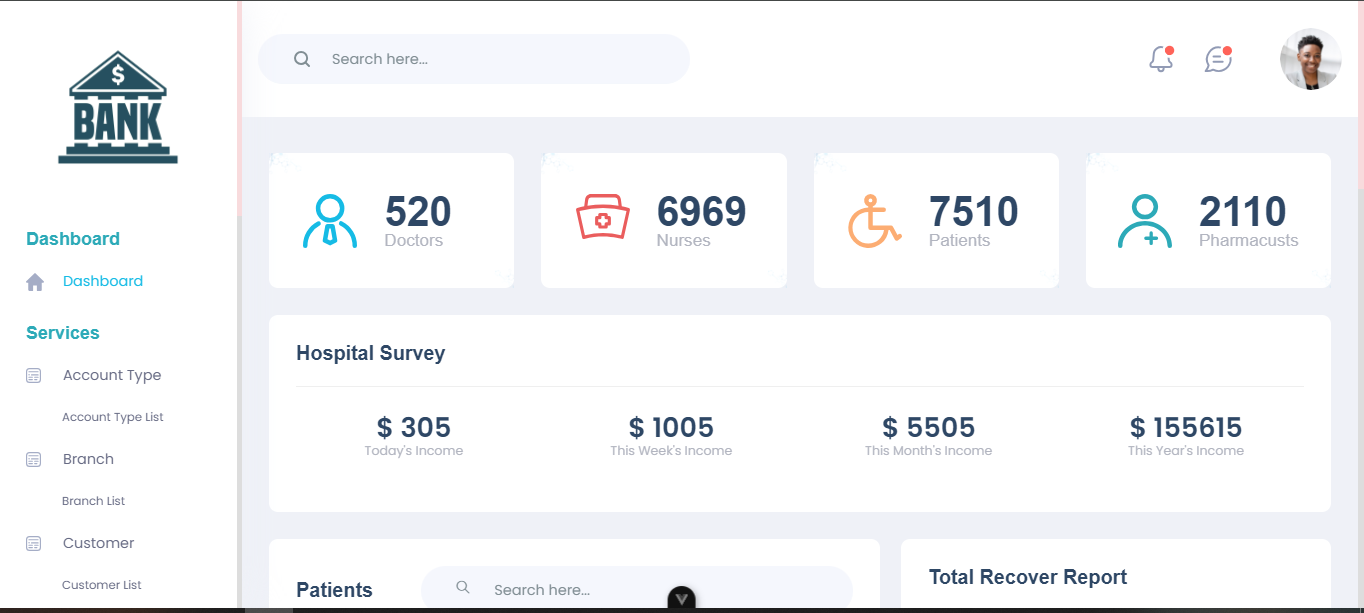 $
BANK
Search here...
Dashboard
Dashboard
Services
Account Type
Account Type List
Branch
Branch List
Customer
Customer List
520
Doctors
6969
Nurses
7510
Patients
2110
Pharmacusts
Hospital Survey
$ 305
Today's Income
$ 1005
This Week's Income
$ 5505
This Month's Income
$ 155615
This Year's Income
Patients
Search here...
Total Recover Report